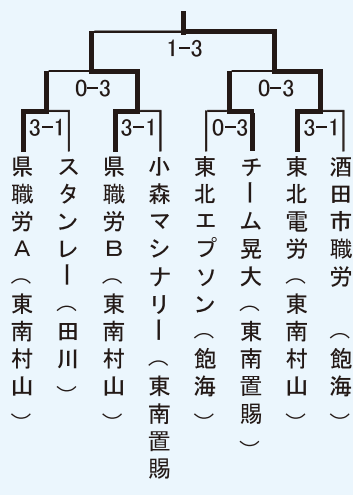 1−3
0−3
0−3
3−1
3−1
0−3
3−1
県職労A（東南村山）
スタンレー（田川）
県職労B（東南村山）
小森マシナリー（東南置賜
東北エプソン（飽海）
チーム晃大（東南置賜）
東北電労（東南村山）
酒田市職労　（飽海）